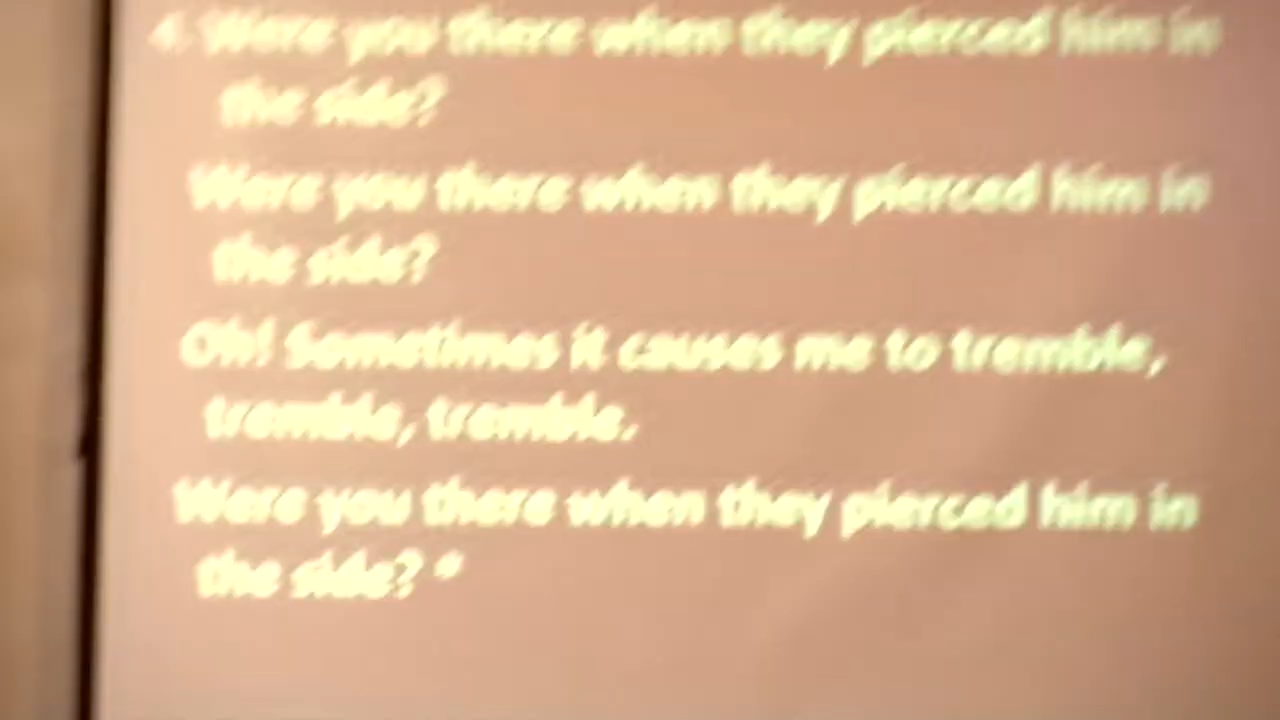 4. Were you there when they pierced him in
the side?
Were you there when they pierced him in
the side?
Oh! Sometimes it causes me to tremble,
tremble, tremble.
Were you there when they pierced him in
the side? *